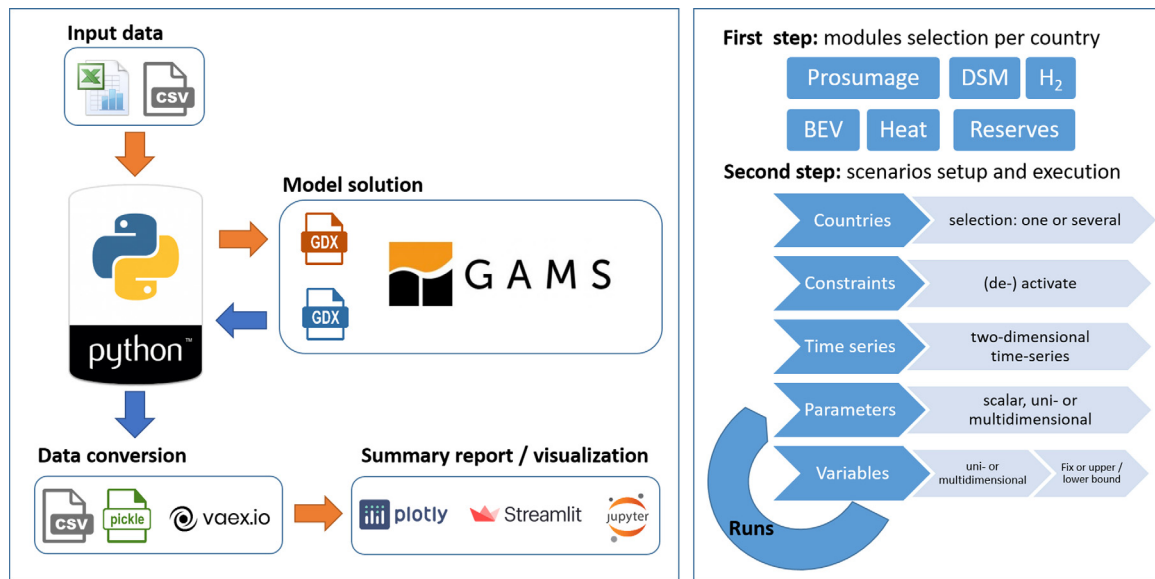 Input data
CSV
Model solution
GDX
GAMS
GDX
python™
Data conversion
CSV
pickle
vaex.io
Summary report / visualization
plotly
Streamlit
jupyter
First step: modules selection per country
Prosumage DSM H₂
BEV Heat Reserves
Second step: scenarios setup and execution
Countries
selection: one or several
Constraints
(de-) activate
Time series
two-dimensional
time-series
Parameters
scalar, uni- or
multidimensional
Variables
uni- or
multidimensional
Fix or upper /
lower bound
Runs